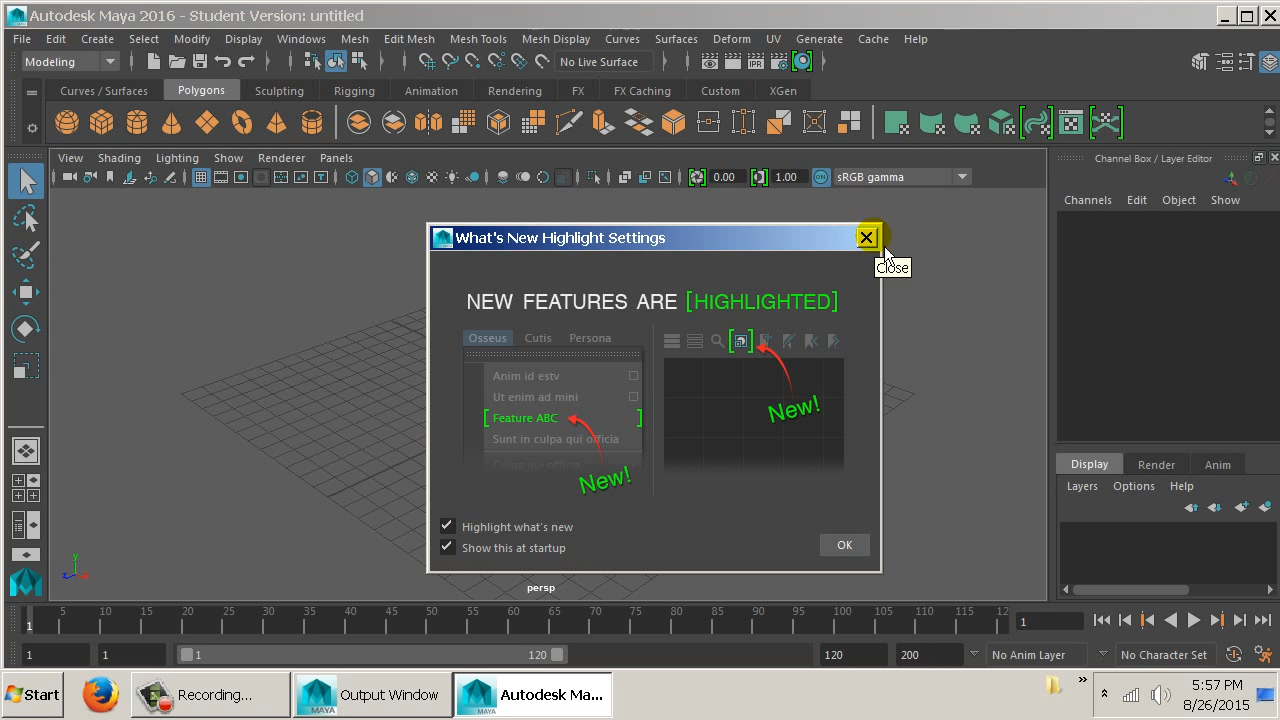 Autodesk Maya 2016 - Student Version: untitled
File Edit Create Select Modify Display Windows Mesh Edit Mesh Mesh Tools Mesh Display Curves Surfaces Deform UV Generate Cache Help
Modeling No Live Surface IPR
Curves / Surfaces Polygons Sculpting Rigging Animation Rendering FX FX Caching Custom XGen
View Shading Lighting Show Renderer Panels
Channel Box / Layer Editor
0.00 1.00 ON sRGB gamma
Channels Edit Object Show
What's New Highlight Settings
Close
NEW FEATURES ARE [HIGHLIGHTED]
Osseus Cutis Persona
Anim id estv
Ut enim ad mini
Feature ABC
Sunt in culpa qui officia
Culpa qui officia
New!
New!
Highlight what's new
Show this at startup
OK
Display Render Anim
Layers Options Help
y
z
persp
5 10 15 20 25 30 35 40 45 50 55 60 65 70 75 80 85 90 95 100 105 110 115 12
1 1
1 1 1 120 120 200 No Anim Layer No Character Set
Start Recording... MAYA Output Window MAYA Autodesk Ma... 5:57 PM
8/26/2015